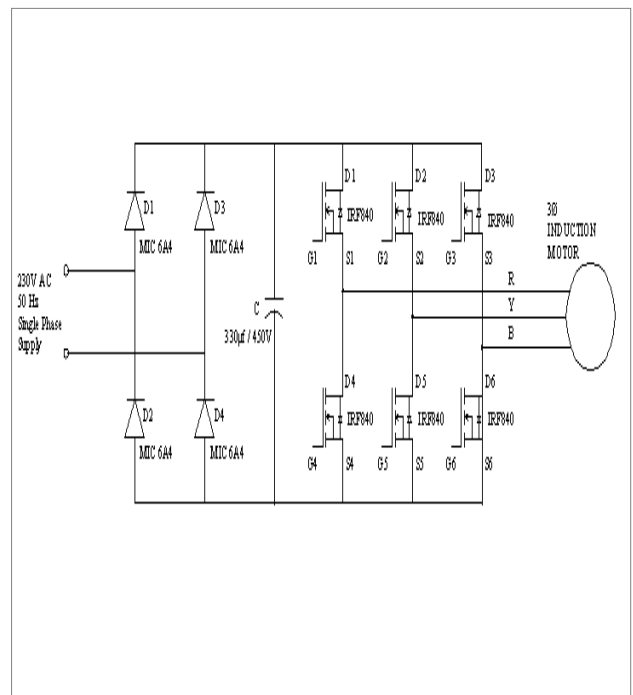 D1
D2
D3
D1
D3
3Ø
INDUCTION
MOTOR
IRF840
IRF840
IRF840
MIC 6A4
MIC 6A4
G1
S1
G2
S2
G3
S3
230V AC
50 Hz
Single Phase
Supply
R
Y
B
C
330µf / 450V
D4
D5
D6
D2
D4
IRF840
IRF840
IRF840
MIC 6A4
MIC 6A4
G4
S4
G5
S5
G6
S6